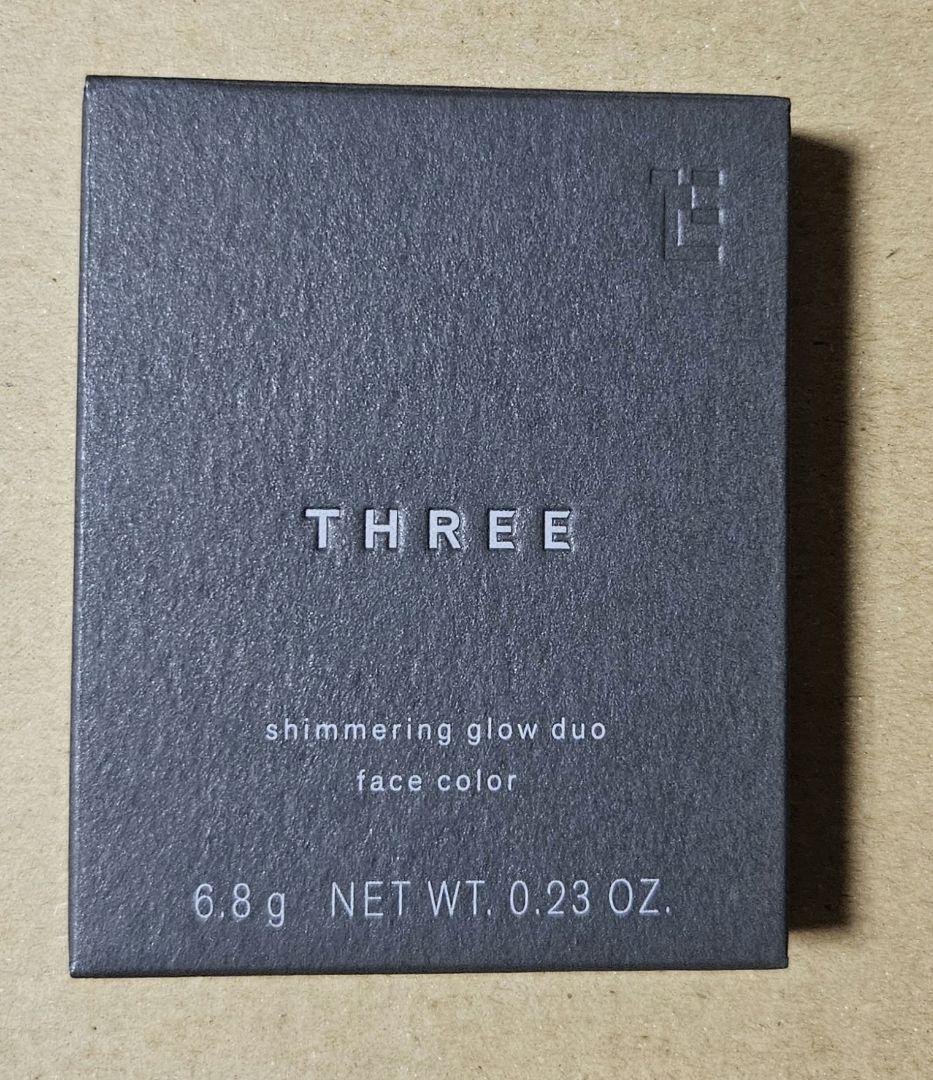 THREE
shimmering glow duo
face color
6.8 g NET WT. 0.23 OZ.